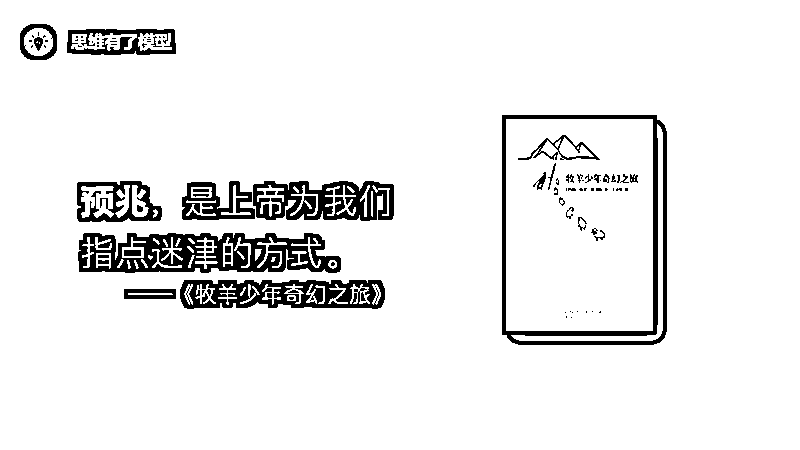 思维有了模型
预兆，是上帝为我们
指点迷津的方式。
——《牧羊少年奇幻之旅》
牧羊少年奇幻之旅